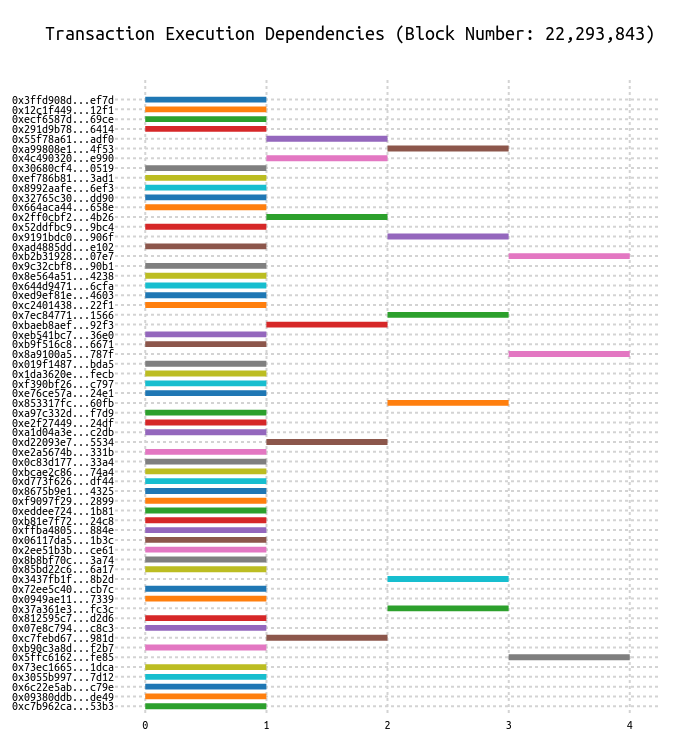 Transaction Execution Dependencies (Block Number: 22,293,843)
0x3ffd908d...ef7d
0x12c1f449...12f1
0xecf6587d...69ce
0x291d9b78...6414
0x55f78a61...adf0
0xa99808e1...4f53
0x4c490320...e990
0x30680cf4...0519
0xef786b81...3ad1
0x8992aafe...6ef3
0x32765c30...dd90
0x664aca44...658e
0x2ff0cbf2...4b26
0x52ddfbc9...9bc4
0x9191bdc0...906f
0xad4885dd...e102
0xb2b31928...07e7
0x9c32cbf8...90b1
0x8e564a51...4238
0x644d9471...6cfa
0xed9ef81e...4603
0xc2401438...22f1
0x7ec84771...1566
0xbaeb8aef...92f3
0xeb541bc7...36e0
0xb9f516c8...6671
0x8a9100a5...787f
0x019f1487...bda5
0x1da3620e...fecb
0xf390bf26...c797
0xe76ce57a...24e1
0x853317fc...60fb
0xa97c332d...f7d9
0xe2f27449...24df
0xa1d04a3e...c2db
0xd22093e7...5534
0xe2a5674b...331b
0x0c83d177...33a4
0xbcae2c86...74a4
0xd773f626...df44
0x8675b9e1...4325
0xf9097f29...2899
0xeddee724...1b81
0xb81e7f72...24c8
0xffba4805...884e
0x06117da5...1b3c
0x2ee51b3b...ce61
0x8b8bf70c...3a74
0x85bd22c6...6a17
0x3437fb1f...8b2d
0x72ee5c40...cb7c
0x0949ae11...7339
0x37a361e3...fc3c
0x812595c7...d2d6
0x07e8c794...c8c3
0xc7febd67...981d
0xb90c3a8d...f2b7
0x5ffc6162...fe85
0x73ec1665...1dca
0x3055b997...7d12
0x6c22e5ab...c79e
0x09380ddb...de49
0xc7b962ca...53b3
0 1 2 3 4